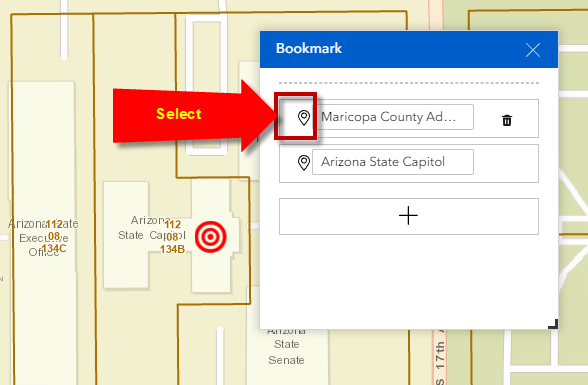 Bookmark
Select
Maricopa County Ad...
Arizona State Capitol
Arizona State
Executive
Office
112
08
134C
Arizona
State Capitol
112
08
134B
Arizona
State
Senate
S 17th